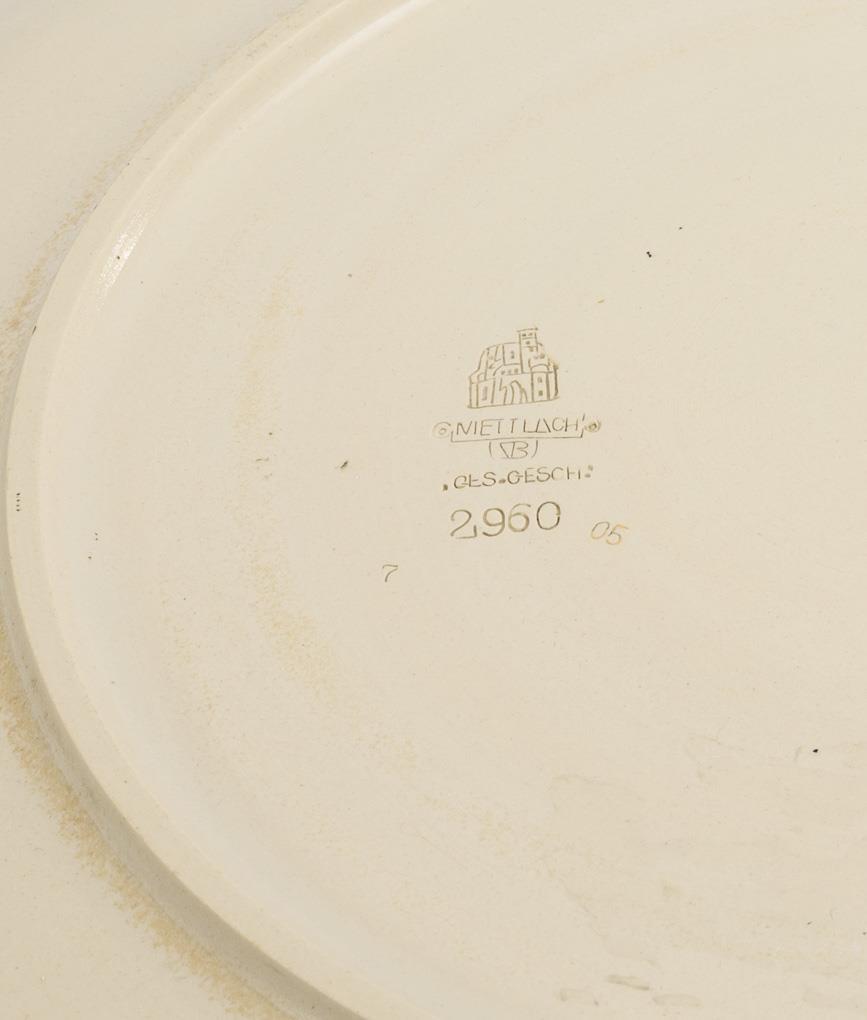 METTLACH
VB
.GES.GESCH.
2960
05
7